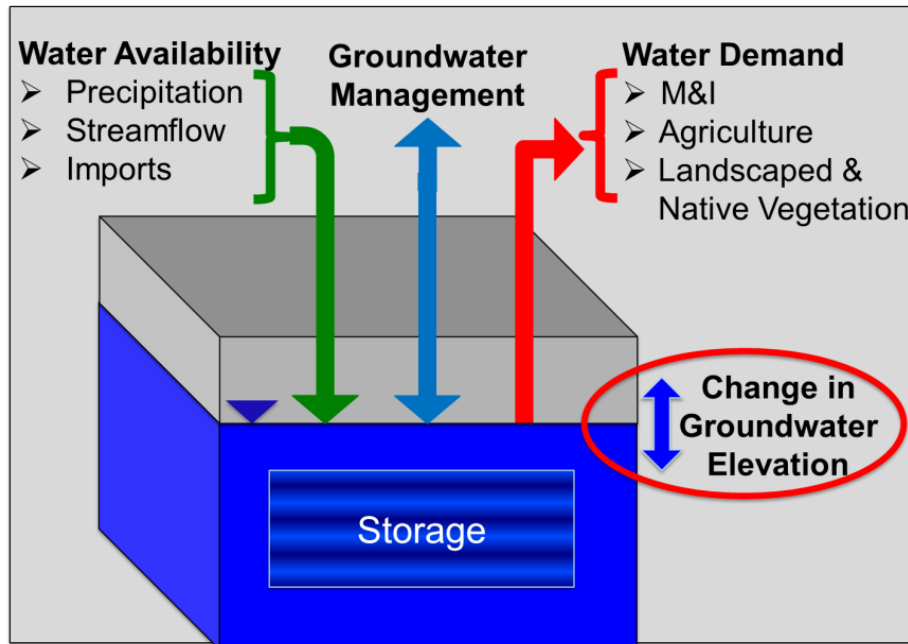 Water Availability
➢ Precipitation
➢ Streamflow
➢ Imports
Groundwater
Management
Water Demand
➢ M&I
➢ Agriculture
➢ Landscaped &
Native Vegetation
Change in
Groundwater
Elevation
Storage